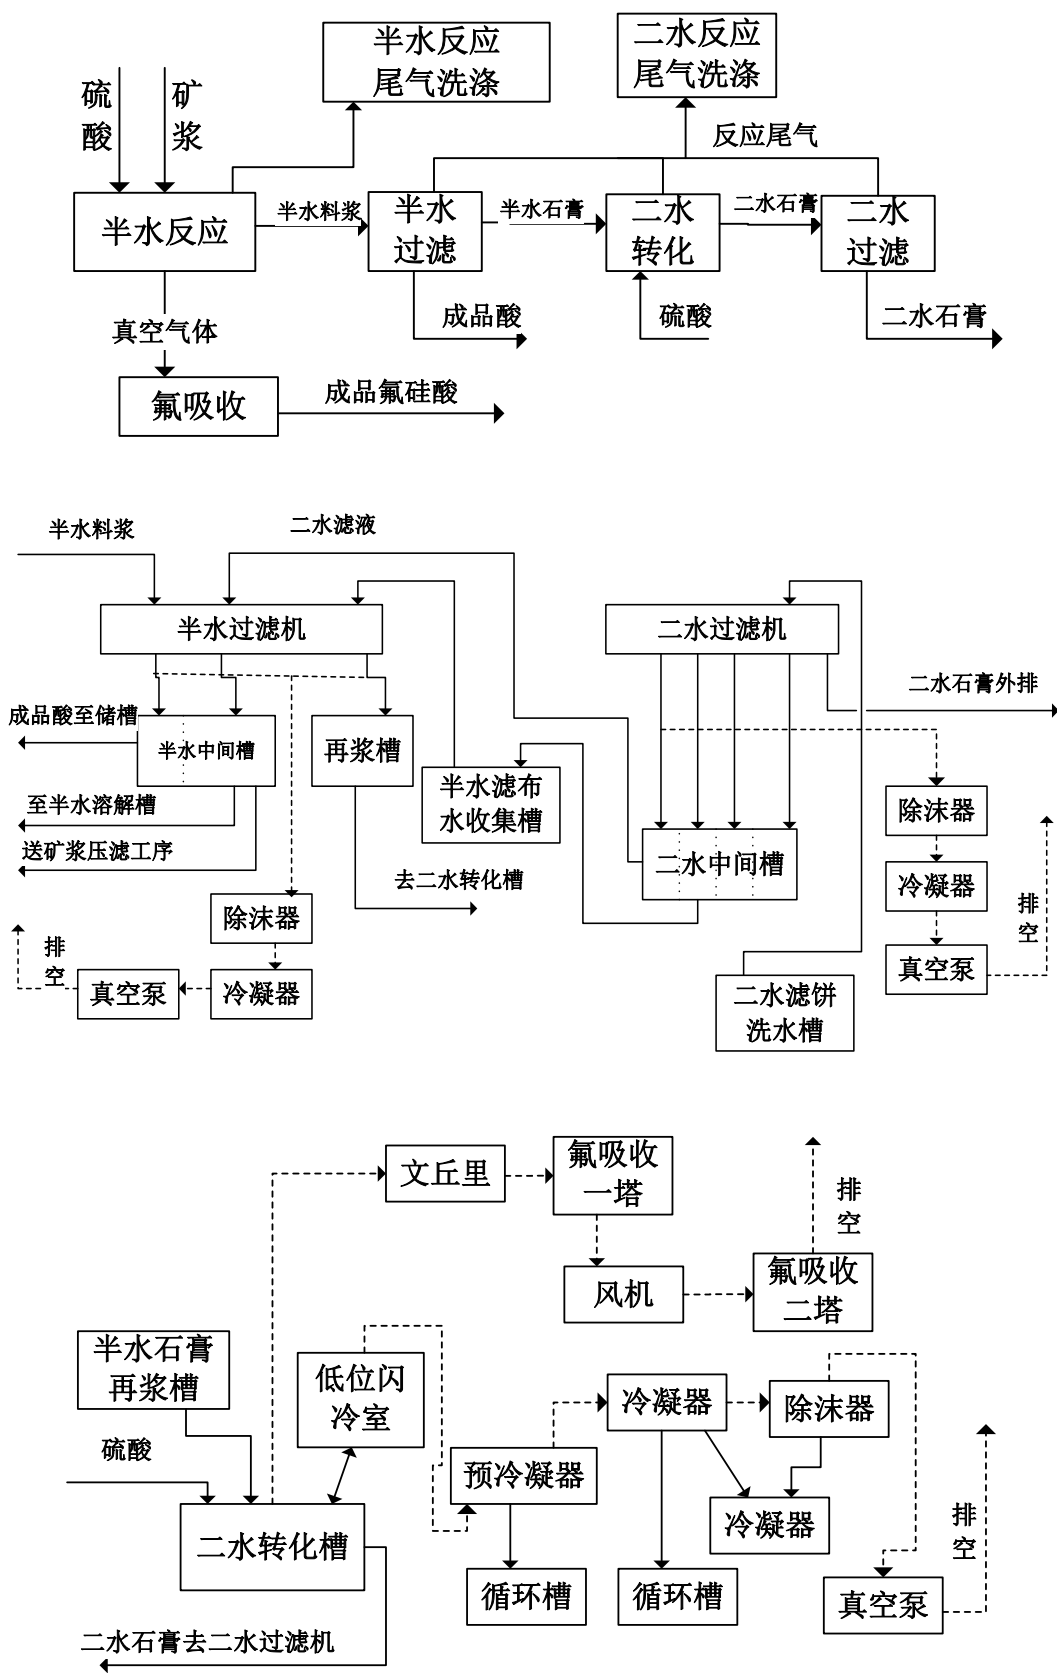 半水反应
尾气洗涤
二水反应
尾气洗涤
硫
酸
矿
浆
反应尾气
半水反应
半水料浆
半水
过滤
半水石膏
二水
转化
二水石膏
二水
过滤
真空气体
成品酸
硫酸
二水石膏
氟吸收
成品氟硅酸
半水料浆
二水滤液
半水过滤机
二水过滤机
二水石膏外排
成品酸至储槽
半水中间槽
再浆槽
半水滤布
水收集槽
至半水溶解槽
送矿浆压滤工序
去二水转化槽
二水中间槽
除沫器
冷凝器
真空泵
排
空
除沫器
冷凝器
真空泵
排
空
二水滤饼
洗水槽
文丘里
氟吸收
一塔
风机
氟吸收
二塔
排
空
半水石膏
再浆槽
低位闪
冷室
硫酸
二水转化槽
二水石膏去二水过滤机
预冷凝器
循环槽
冷凝器
循环槽
除沫器
冷凝器
真空泵
排
空